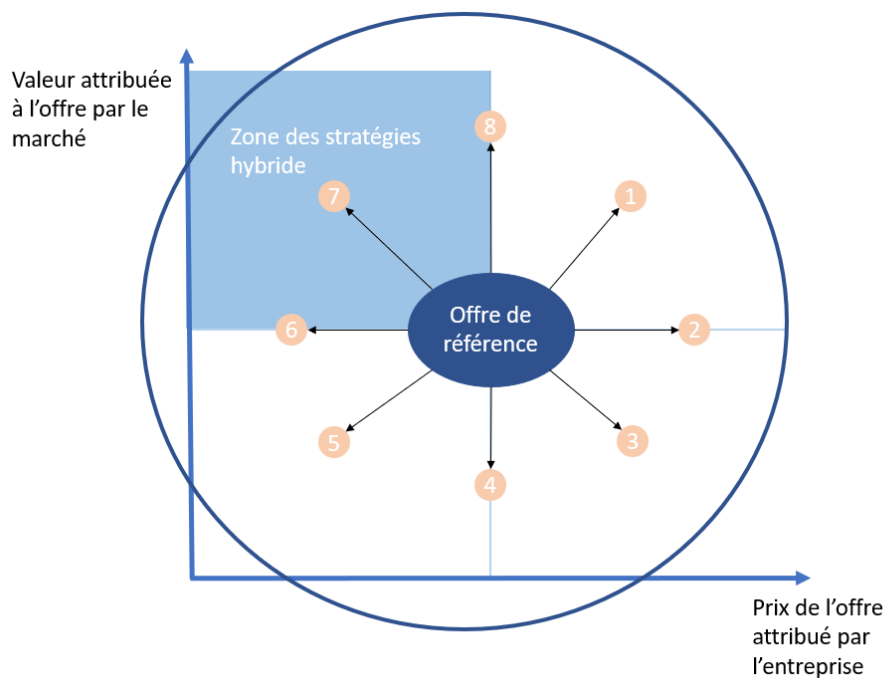 Valeur attribuée
à l’offre par le
marché
Zone des stratégies
hybride
8
7
1
Offre de
référence
6
2
5
3
4
Prix de l’offre
attribué par
l’entreprise